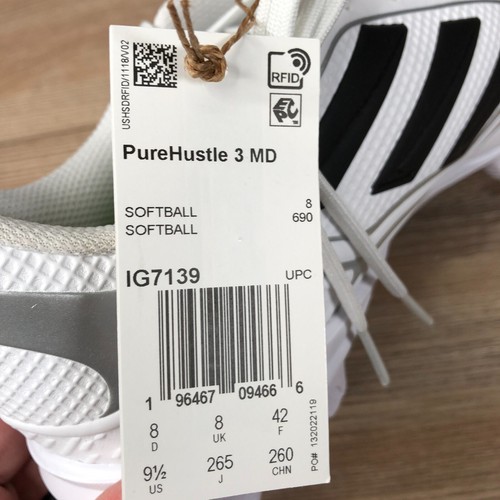 USHSDRFID/1118/V02
RFID
EPC
PureHustle 3 MD
SOFTBALL 8
SOFTBALL 690
IG7139 UPC
1 96467 09466 6
8 8 42
D UK F
9½ 265 260
US J CHN
PO# 132022119